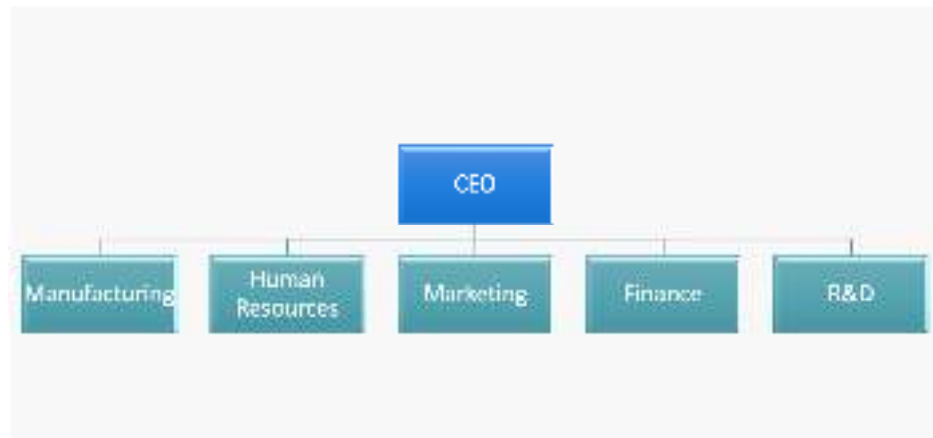 CEO
Manufacturing
Human
Resources
Marketing
Finance
R&D